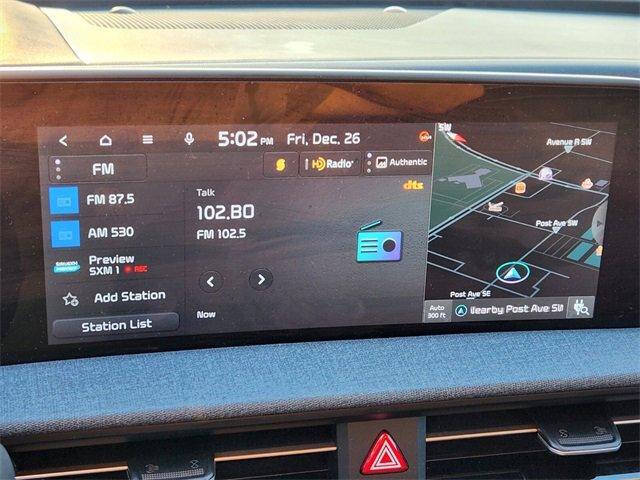 5:02 PM Fri, Dec. 26
FM
HD Radio
Authentic
dts
FM 87.5
AM 530
Preview
SXM 1 REC
Add Station
Station List
Talk
102.BO
FM 102.5
Now
SW
Avenue R SW
Post Ave SW
Post Ave SE
Auto
300 ft
Nearby Post Ave SW